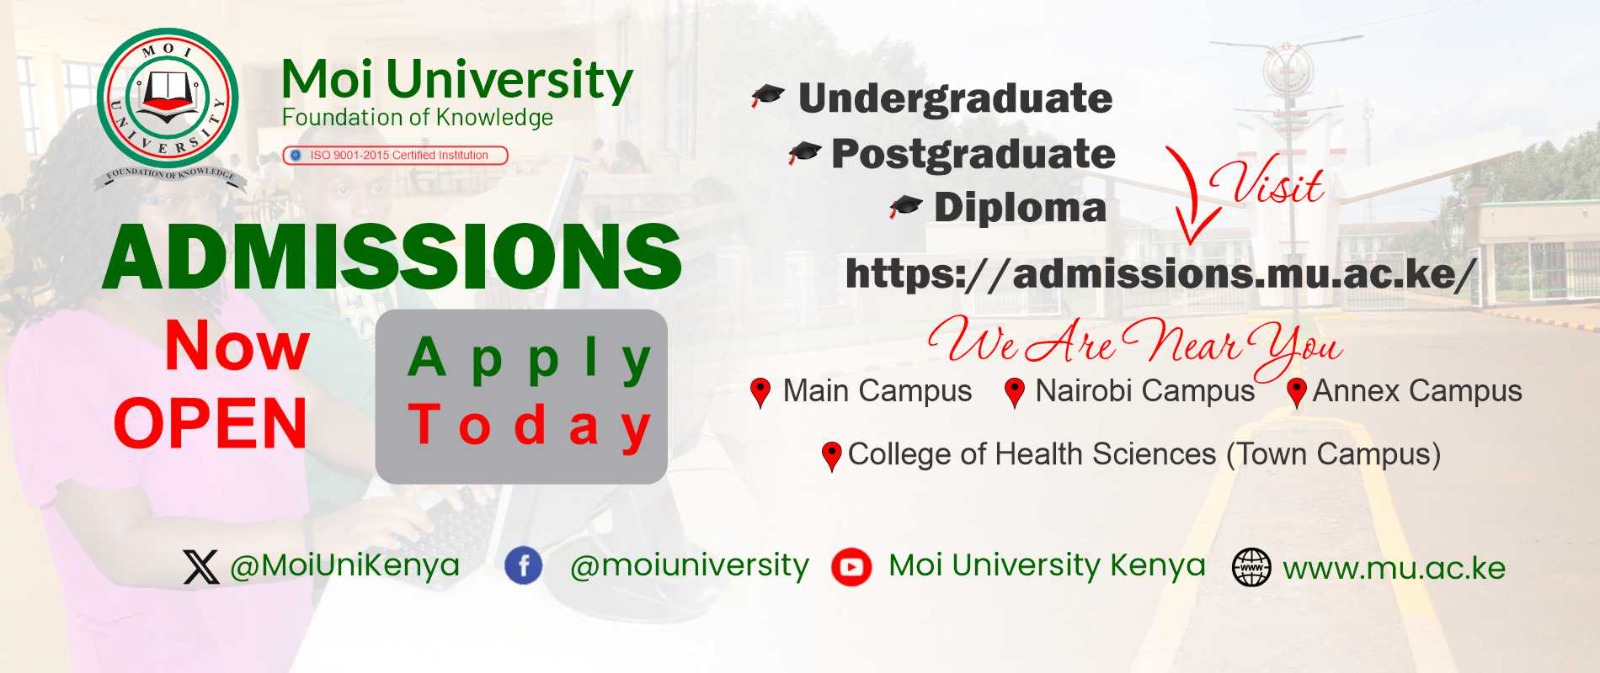 MOI UNIVERSITY
FOUNDATION OF KNOWLEDGE
Moi University
Foundation of Knowledge
ISO 9001-2015 Certified Institution
ADMISSIONS
Now
OPEN
Apply
Today
Undergraduate
Postgraduate
Diploma
Visit
https://admissions.mu.ac.ke/
We Are Near You
Main Campus Nairobi Campus Annex Campus
College of Health Sciences (Town Campus)
@MoiUniKenya @moiuniversity Moi University Kenya www www.mu.ac.ke